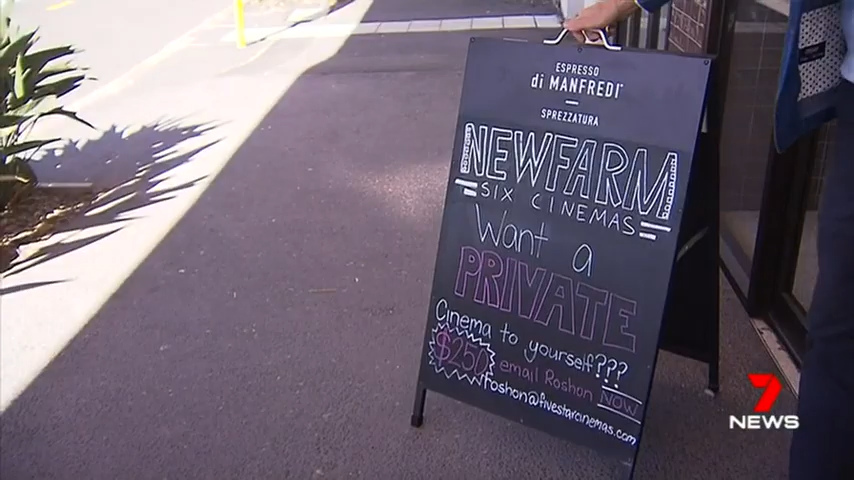 ESPRESSO
di MANFREDI
SPREZZATURA
NEWFARM
SIX CINEMAS
Want a
PRIVATE
Cinema to yourself???
$250 email Roshon NOW
roshon@fivestarcinemas.com
7
NEWS